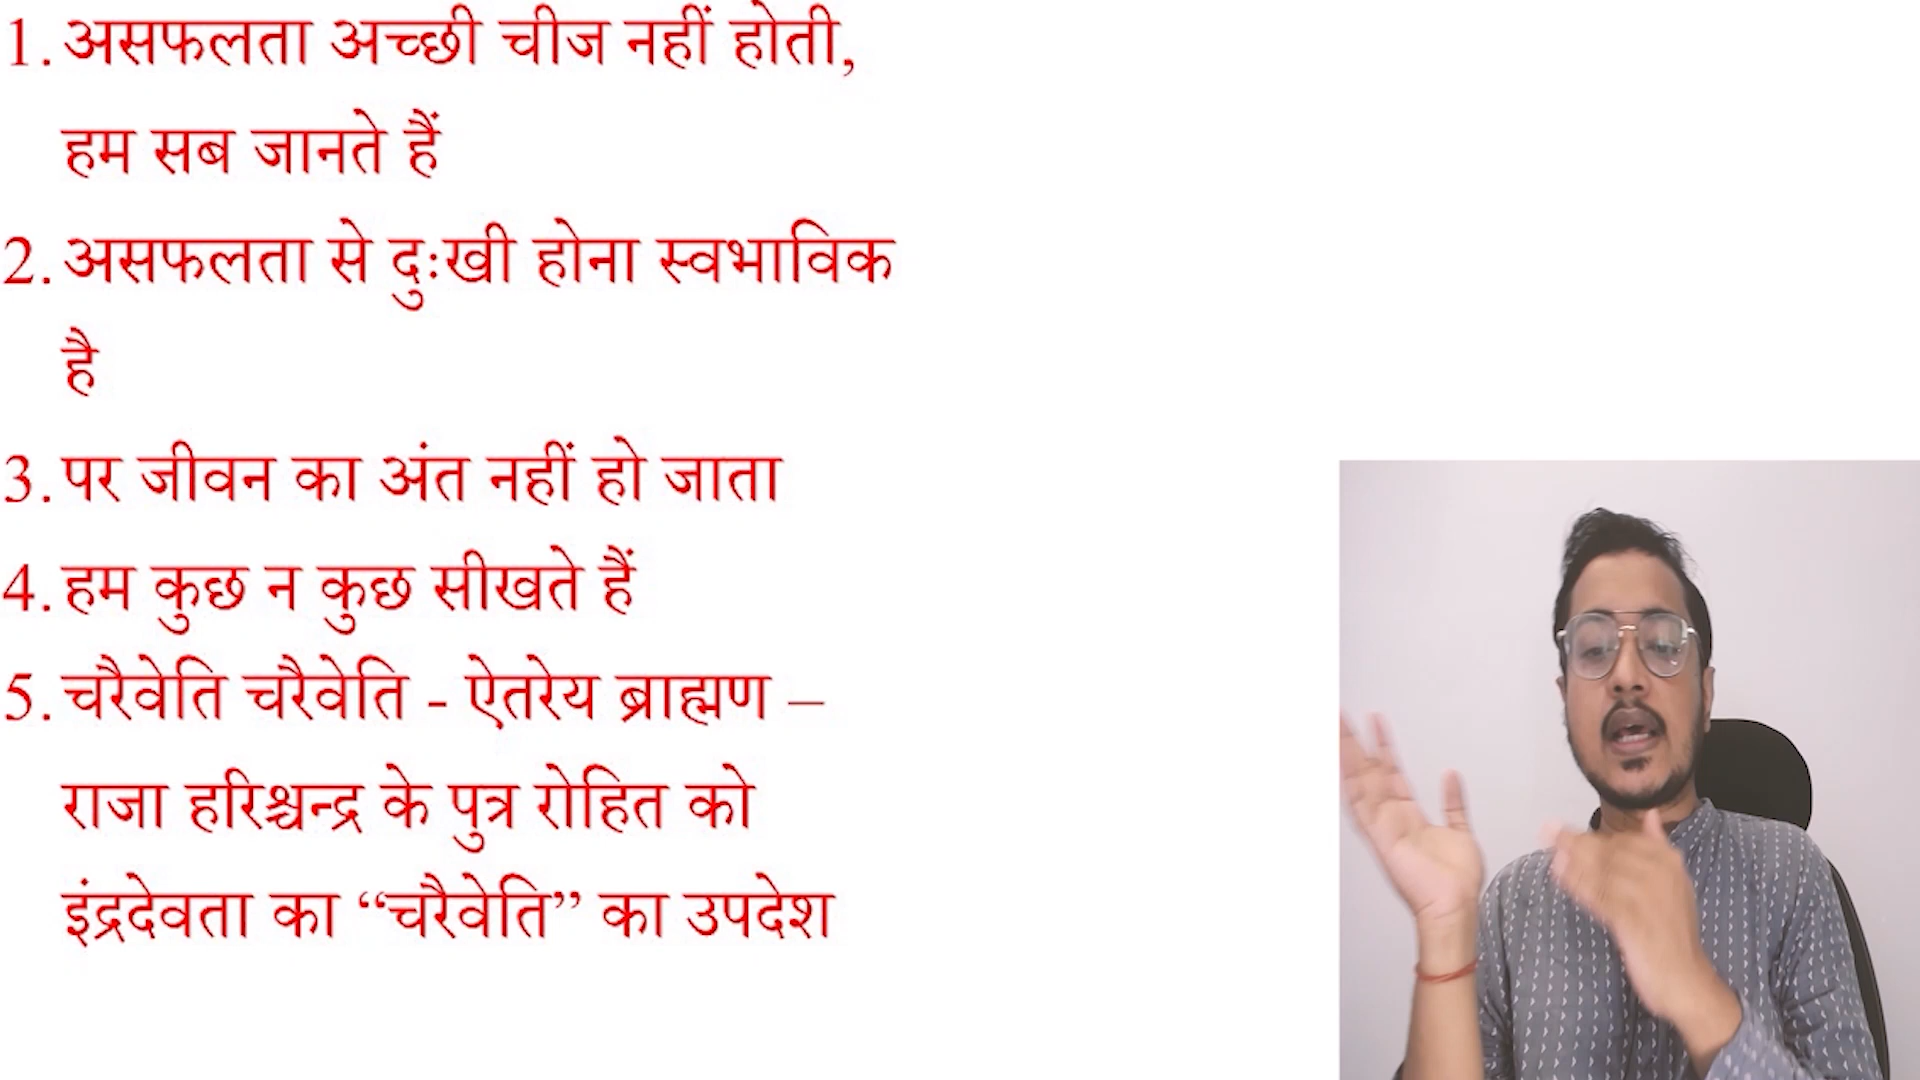 1. असफलता अच्छी चीज नहीं होती,
हम सब जानते हैं
2. असफलता से दुःखी होना स्वभाविक
है
3. पर जीवन का अंत नहीं हो जाता
4. हम कुछ न कुछ सीखते हैं
5. चरैवेति चरैवेति - ऐतरेय ब्राह्मण –
राजा हरिश्चन्द्र के पुत्र रोहित को
इंद्रदेवता का “चरैवेति” का उपदेश